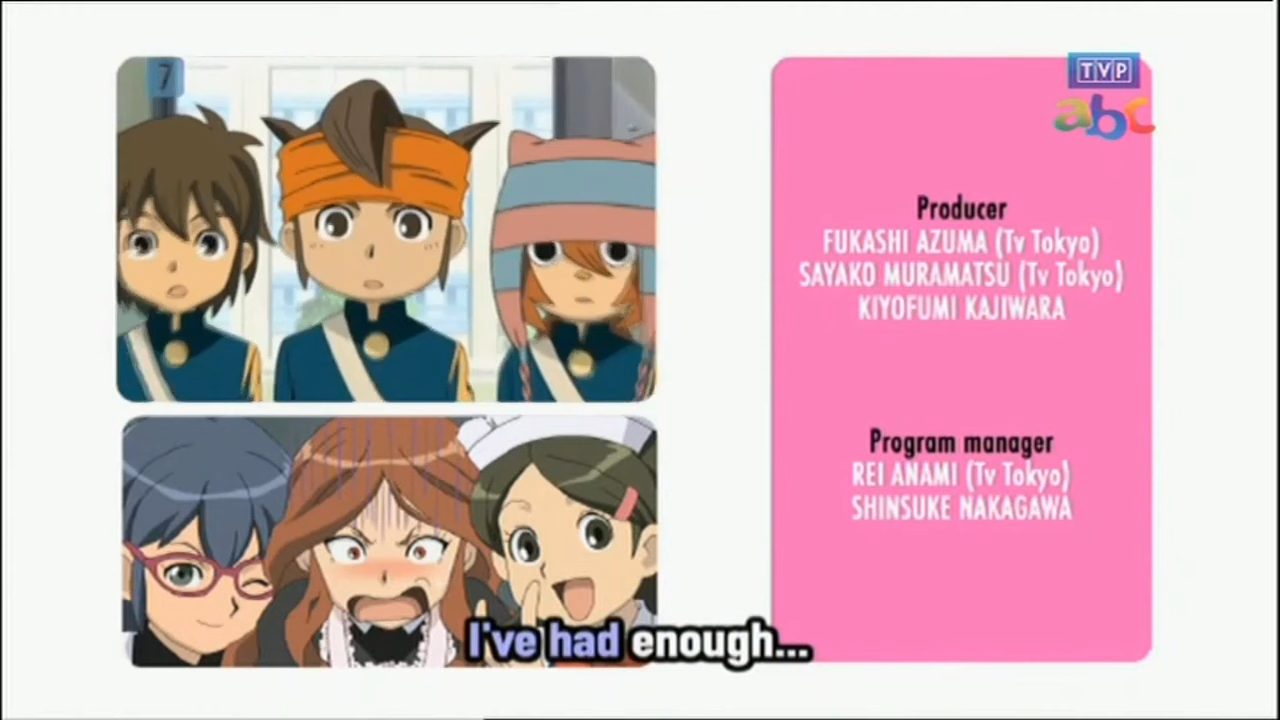 7
TVP
abc
Producer
FUKASHI AZUMA (Tv Tokyo)
SAYAKO MURAMATSU (Tv Tokyo)
KIYOFUMI KAJIWARA
Program manager
REI ANAMI (Tv Tokyo)
SHINSUKE NAKAGAWA
I've had enough...